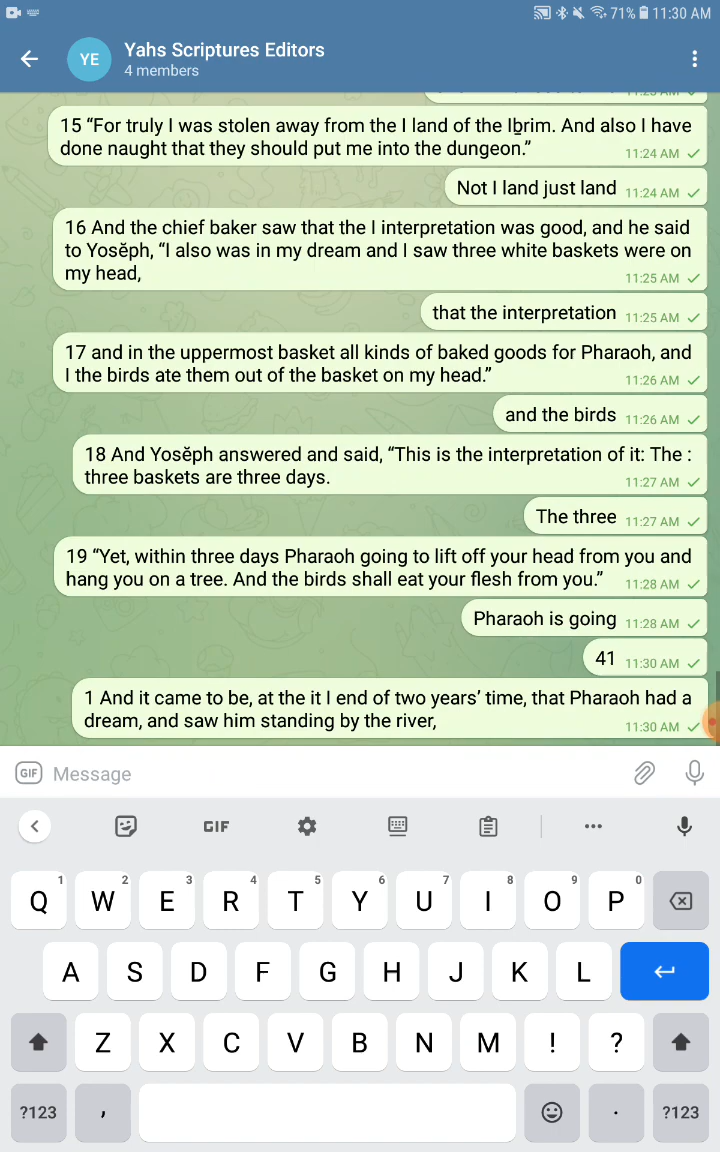 71% 11:30 AM
YE
Yahs Scriptures Editors
4 members
15 “For truly I was stolen away from the I land of the Iḇrim. And also I have
done naught that they should put me into the dungeon.”
11:24 AM
Not I land just land
11:24 AM
16 And the chief baker saw that the I interpretation was good, and he said
to Yosĕph, “I also was in my dream and I saw three white baskets were on
my head,
11:25 AM
that the interpretation
11:25 AM
17 and in the uppermost basket all kinds of baked goods for Pharaoh, and
I the birds ate them out of the basket on my head.”
11:26 AM
and the birds
11:26 AM
18 And Yosĕph answered and said, “This is the interpretation of it: The :
three baskets are three days.
11:27 AM
The three
11:27 AM
19 “Yet, within three days Pharaoh going to lift off your head from you and
hang you on a tree. And the birds shall eat your flesh from you.”
11:28 AM
Pharaoh is going
11:28 AM
41
11:30 AM
1 And it came to be, at the it I end of two years’ time, that Pharaoh had a
dream, and saw him standing by the river,
11:30 AM
GIF Message
GIF
1 2 3 4 5 6 7 8 9 0
Q W E R T Y U I O P
A S D F G H J K L
Z X C V B N M ! ?
?123 , . ?123